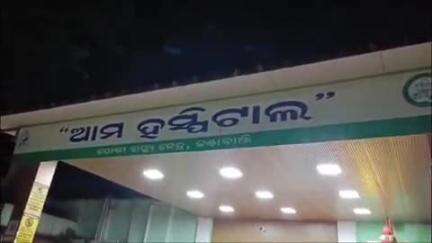 “ଆମ ହସ୍ପିଟାଲ”
ଗୋଷ୍ଠୀ ସ୍ୱାସ୍ଥ୍ୟ କେନ୍ଦ୍ର,